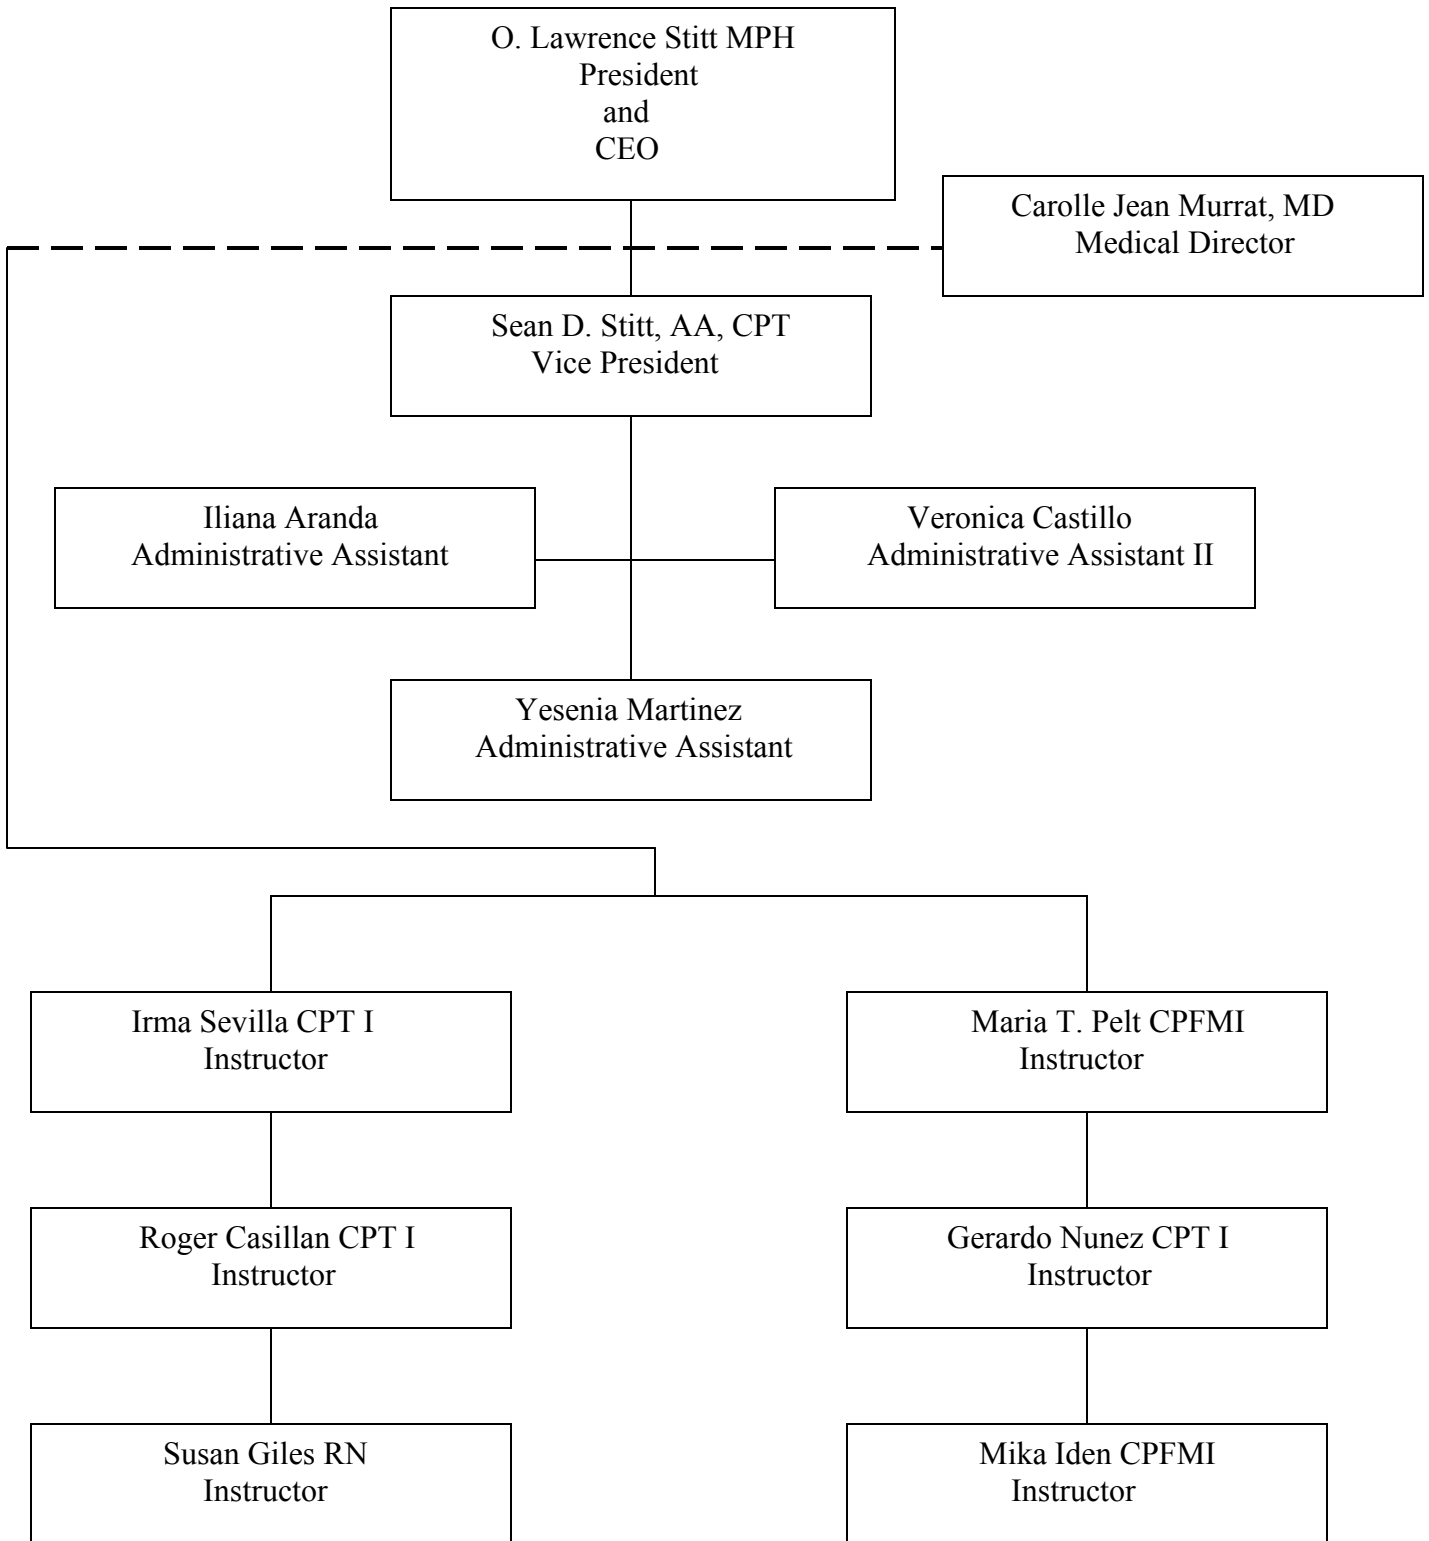 O. Lawrence Stitt MPH
President
and
CEO
Carolle Jean Murrat, MD
Medical Director
Sean D. Stitt, AA, CPT
Vice President
Iliana Aranda
Administrative Assistant
Veronica Castillo
Administrative Assistant II
Yesenia Martinez
Administrative Assistant
Irma Sevilla CPT I
Instructor
Maria T. Pelt CPFMI
Instructor
Roger Casillan CPT I
Instructor
Gerardo Nunez CPT I
Instructor
Susan Giles RN
Instructor
Mika Iden CPFMI
Instructor